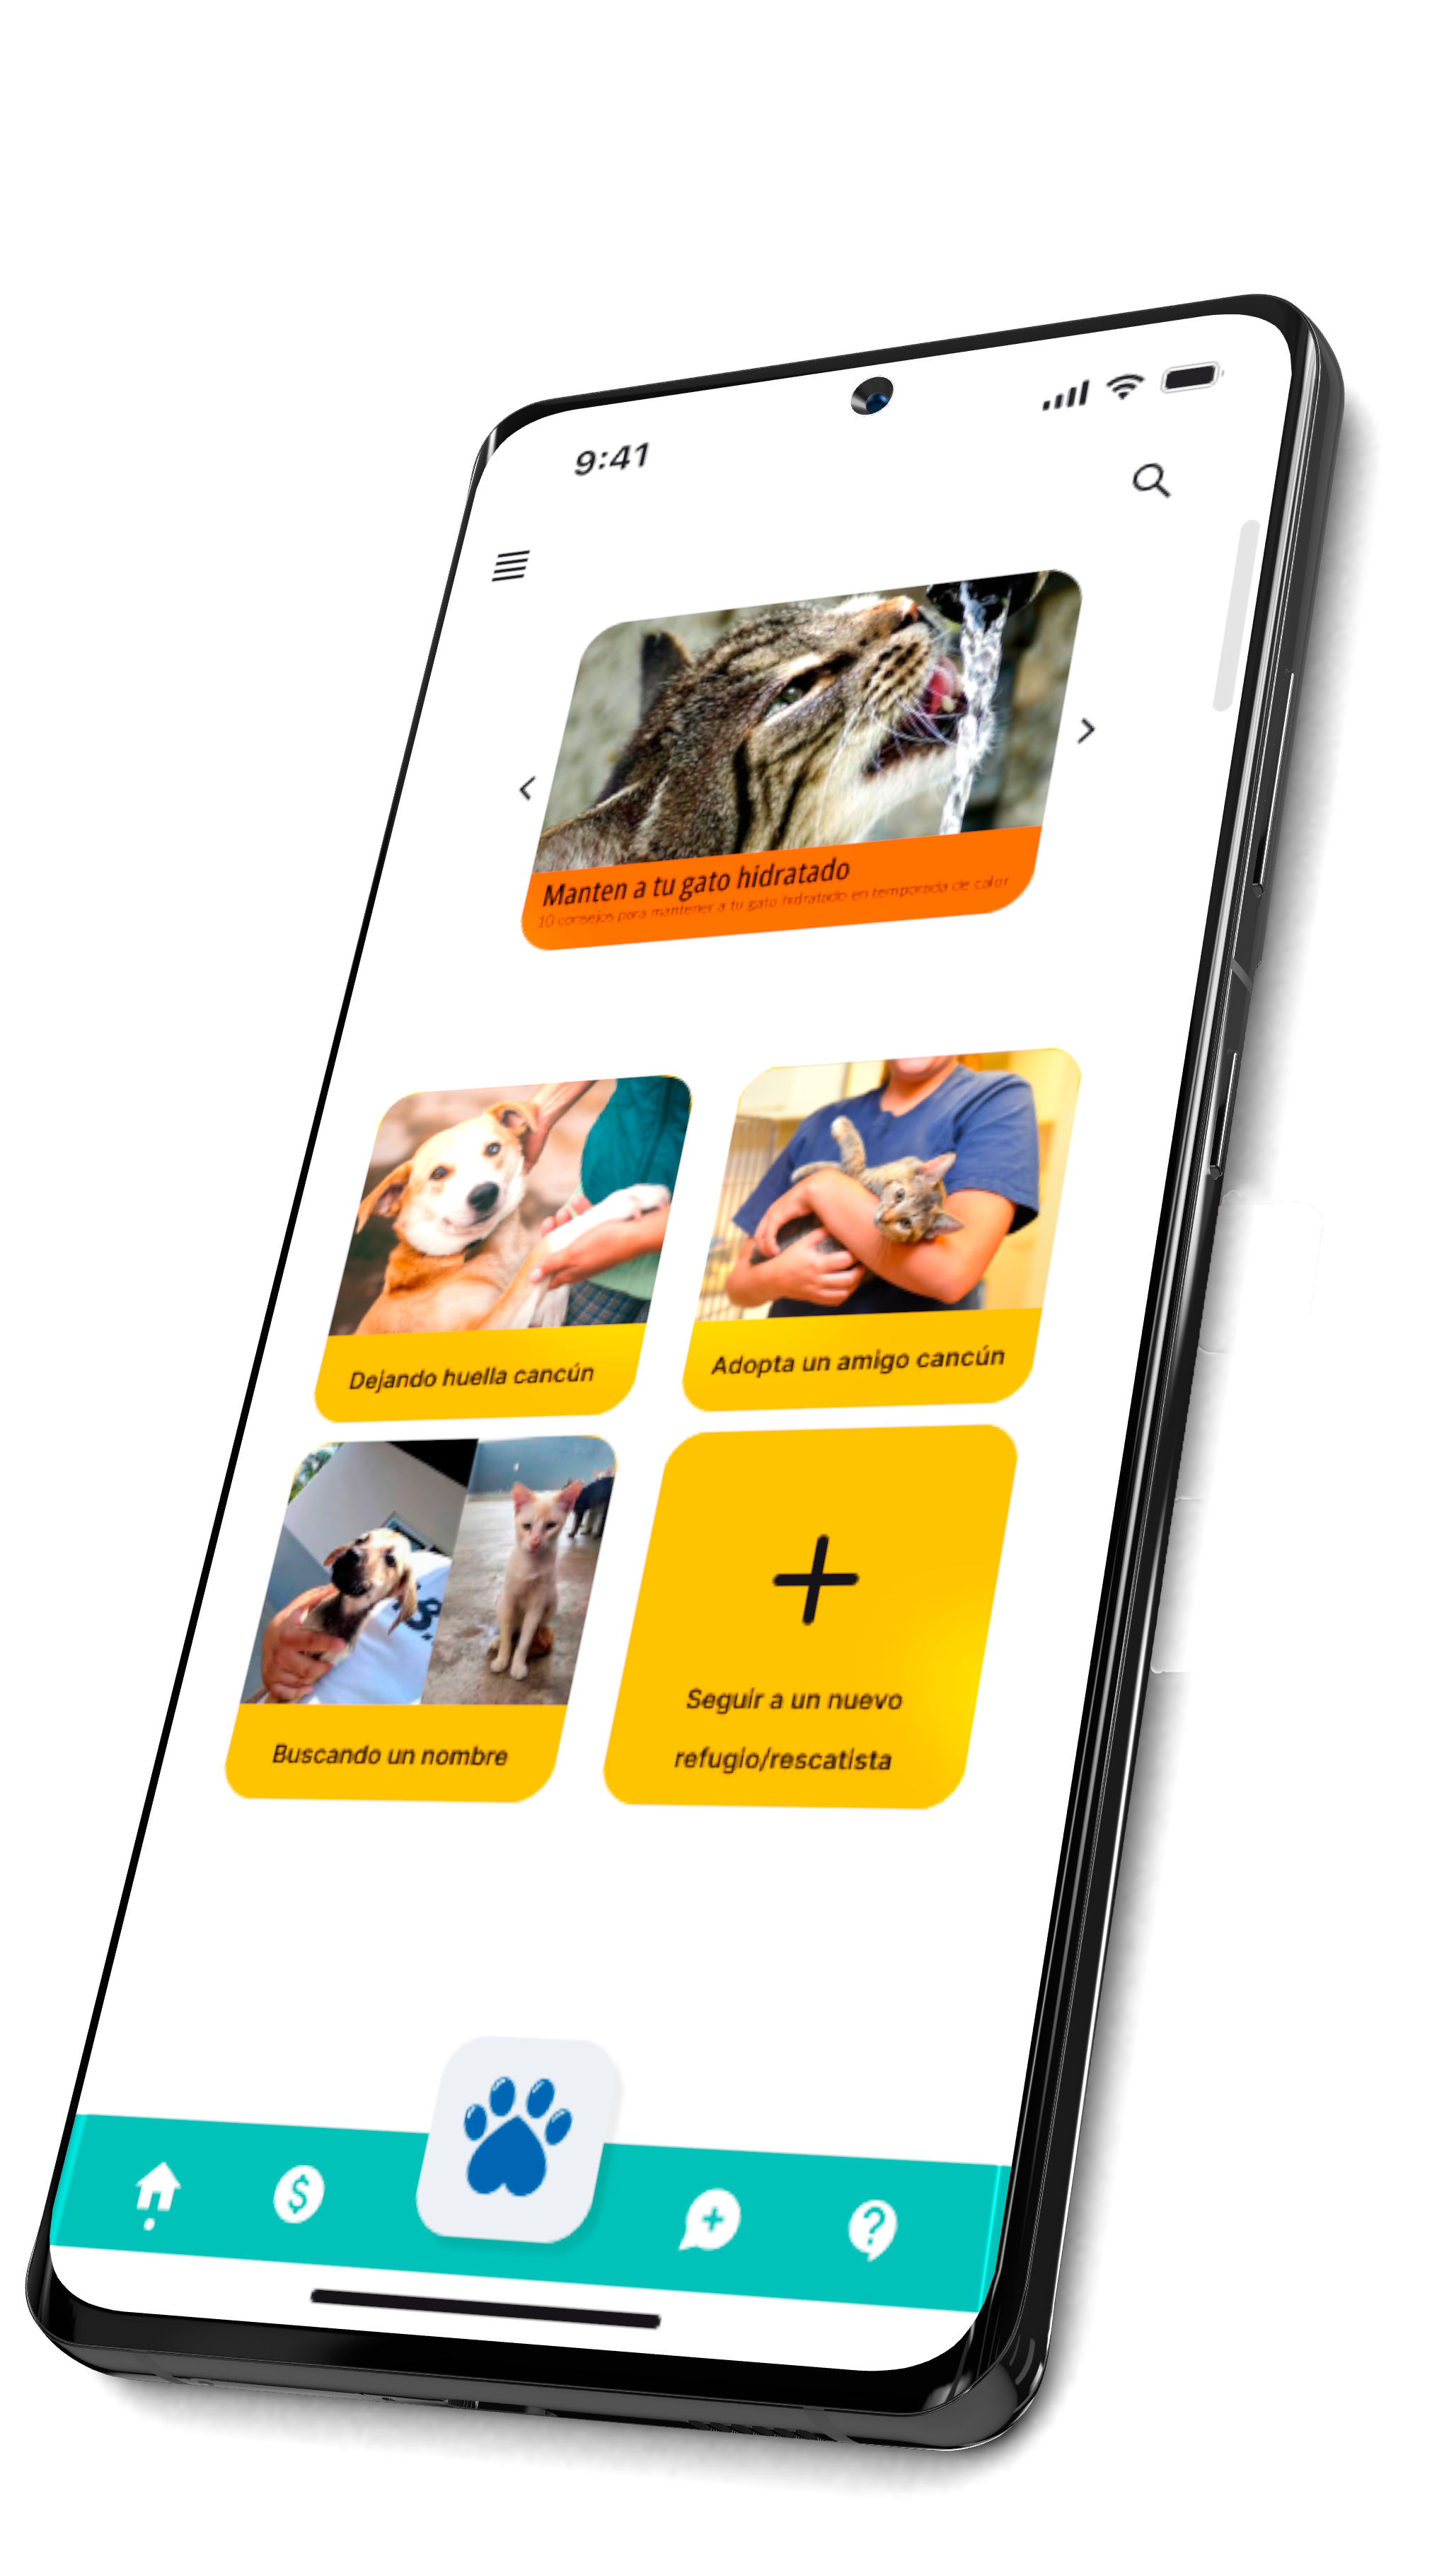 9:41
Manten a tu gato hidratado
10 consejos para mantener a tu gato hidratado en temporada de calor
Dejando huella cancún
Adopta un amigo cancún
Buscando un nombre
Seguir a un nuevo
refugio/rescatista